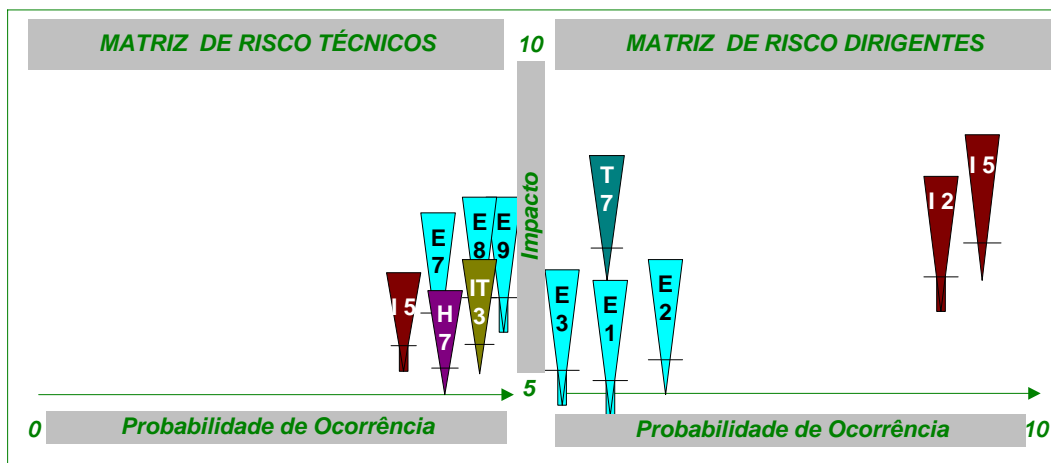 MATRIZ DE RISCO TÉCNICOS
10
MATRIZ DE RISCO DIRIGENTES
Impacto
E
7
E
8
E
9
I 5
H
7
IT
3
T
7
E
3
E
1
E
2
I 2
I 5
5
0
Probabilidade de Ocorrência
Probabilidade de Ocorrência
10